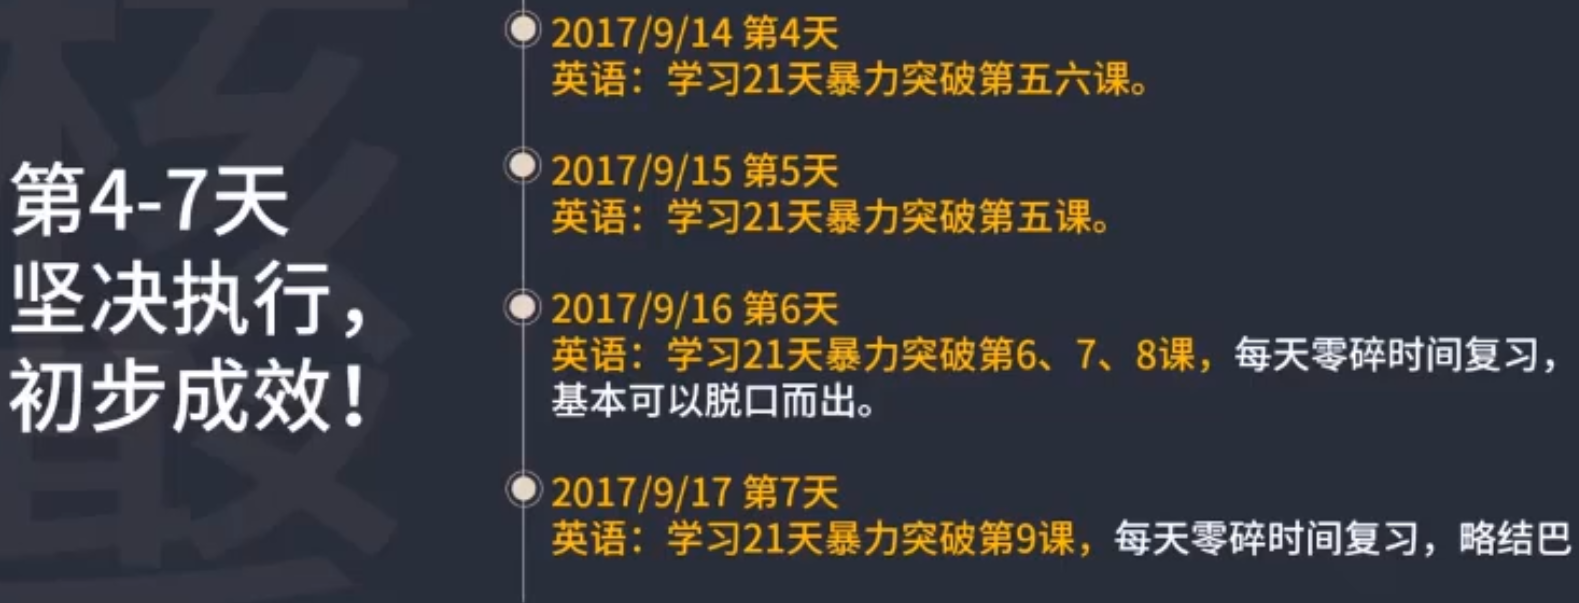 第4-7天
坚决执行，
初步成效！
2017/9/14 第4天
英语：学习21天暴力突破第五六课。
2017/9/15 第5天
英语：学习21天暴力突破第五课。
2017/9/16 第6天
英语：学习21天暴力突破第6、7、8课，每天零碎时间复习，
基本可以脱口而出。
2017/9/17 第7天
英语：学习21天暴力突破第9课，每天零碎时间复习，略结巴